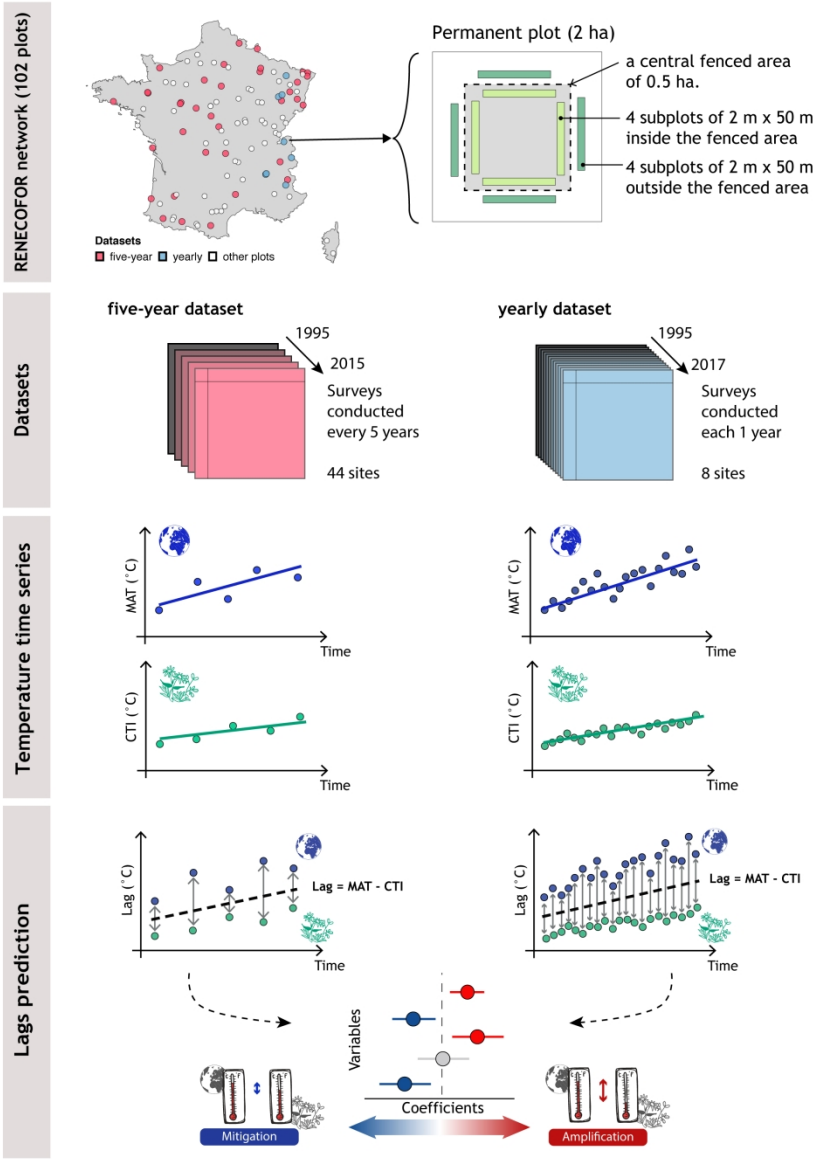 RENECOFOR network (102 plots)
Permanent plot (2 ha)
a central fenced area
of 0.5 ha.
4 subplots of 2 m x 50 m
inside the fenced area
4 subplots of 2 m x 50 m
outside the fenced area
Datasets
five-year yearly other plots
Datasets
five-year dataset
1995
2015
Surveys
conducted
every 5 years
44 sites
yearly dataset
1995
2017
Surveys
conducted
each 1 year
8 sites
Temperature time series
MAT (°C)
Time
MAT (°C)
Time
CTI (°C)
Time
CTI (°C)
Time
Lags prediction
Lag (°C)
Lag = MAT - CTI
Time
Lag (°C)
Lag = MAT - CTI
Time
Variables
Coefficients
Mitigation
Amplification